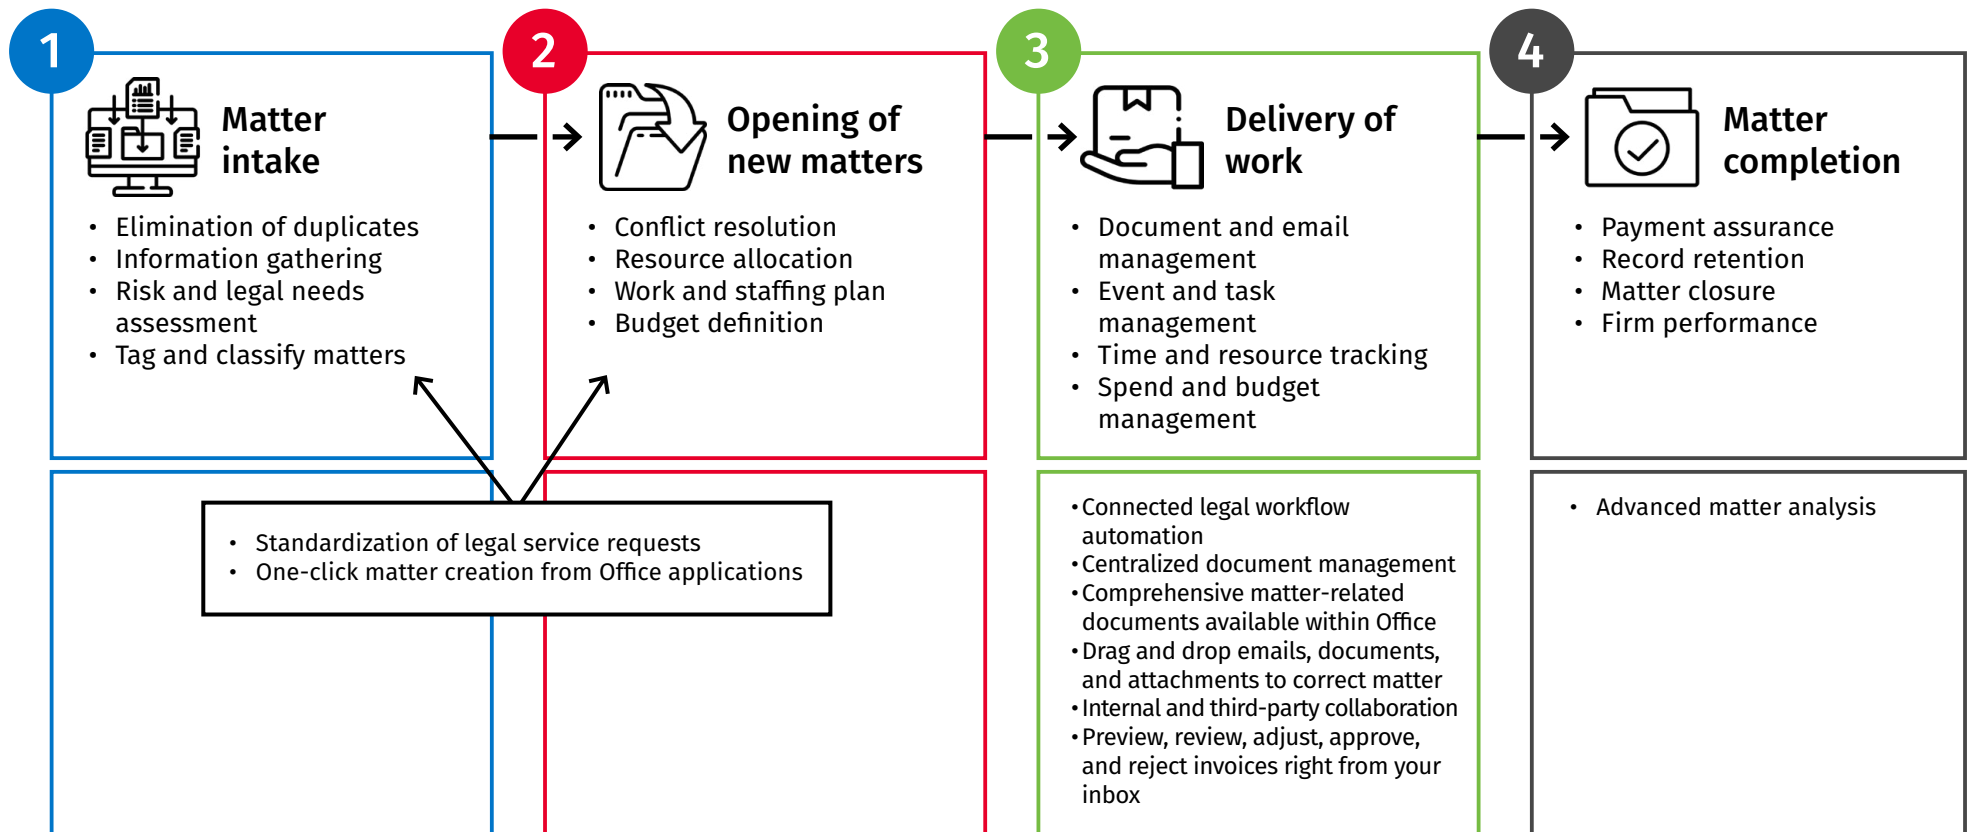 1
Matter
intake
• Elimination of duplicates
• Information gathering
• Risk and legal needs
assessment
• Tag and classify matters
2
Opening of
new matters
• Conflict resolution
• Resource allocation
• Work and staffing plan
• Budget definition
3
Delivery of
work
• Document and email
management
• Event and task
management
• Time and resource tracking
• Spend and budget
management
4
Matter
completion
• Payment assurance
• Record retention
• Matter closure
• Firm performance
• Standardization of legal service requests
• One-click matter creation from Office applications
• Connected legal workflow
automation
• Centralized document management
• Comprehensive matter-related
documents available within Office
• Drag and drop emails, documents,
and attachments to correct matter
• Internal and third-party collaboration
• Preview, review, adjust, approve,
and reject invoices right from your
inbox
• Advanced matter analysis